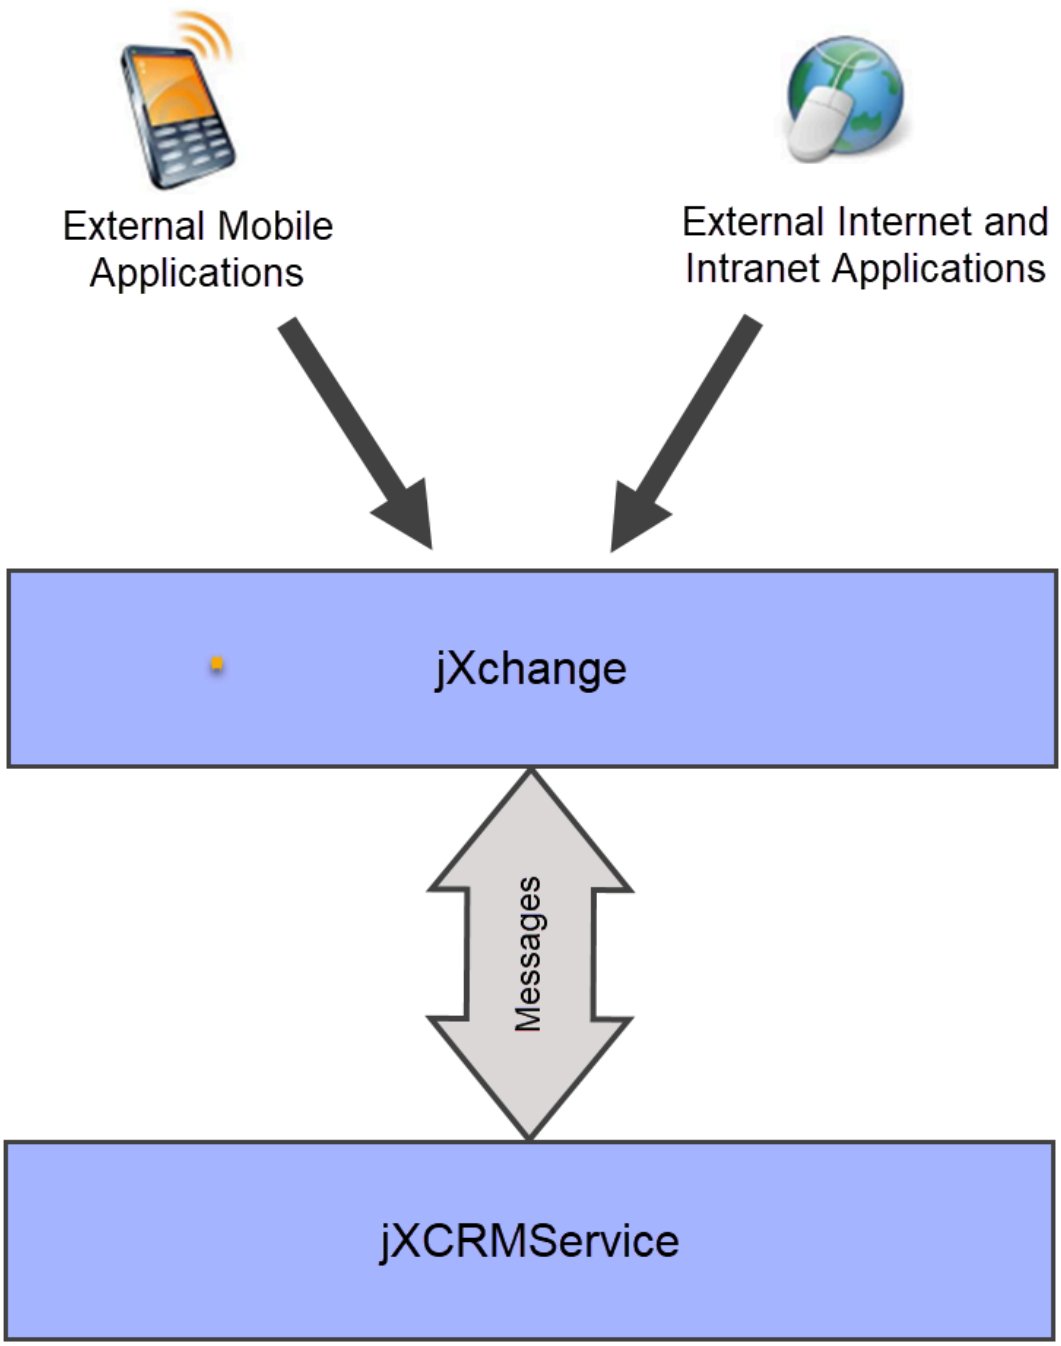 External Mobile
Applications
External Internet and
Intranet Applications
jXchange
Messages
jXCRMService